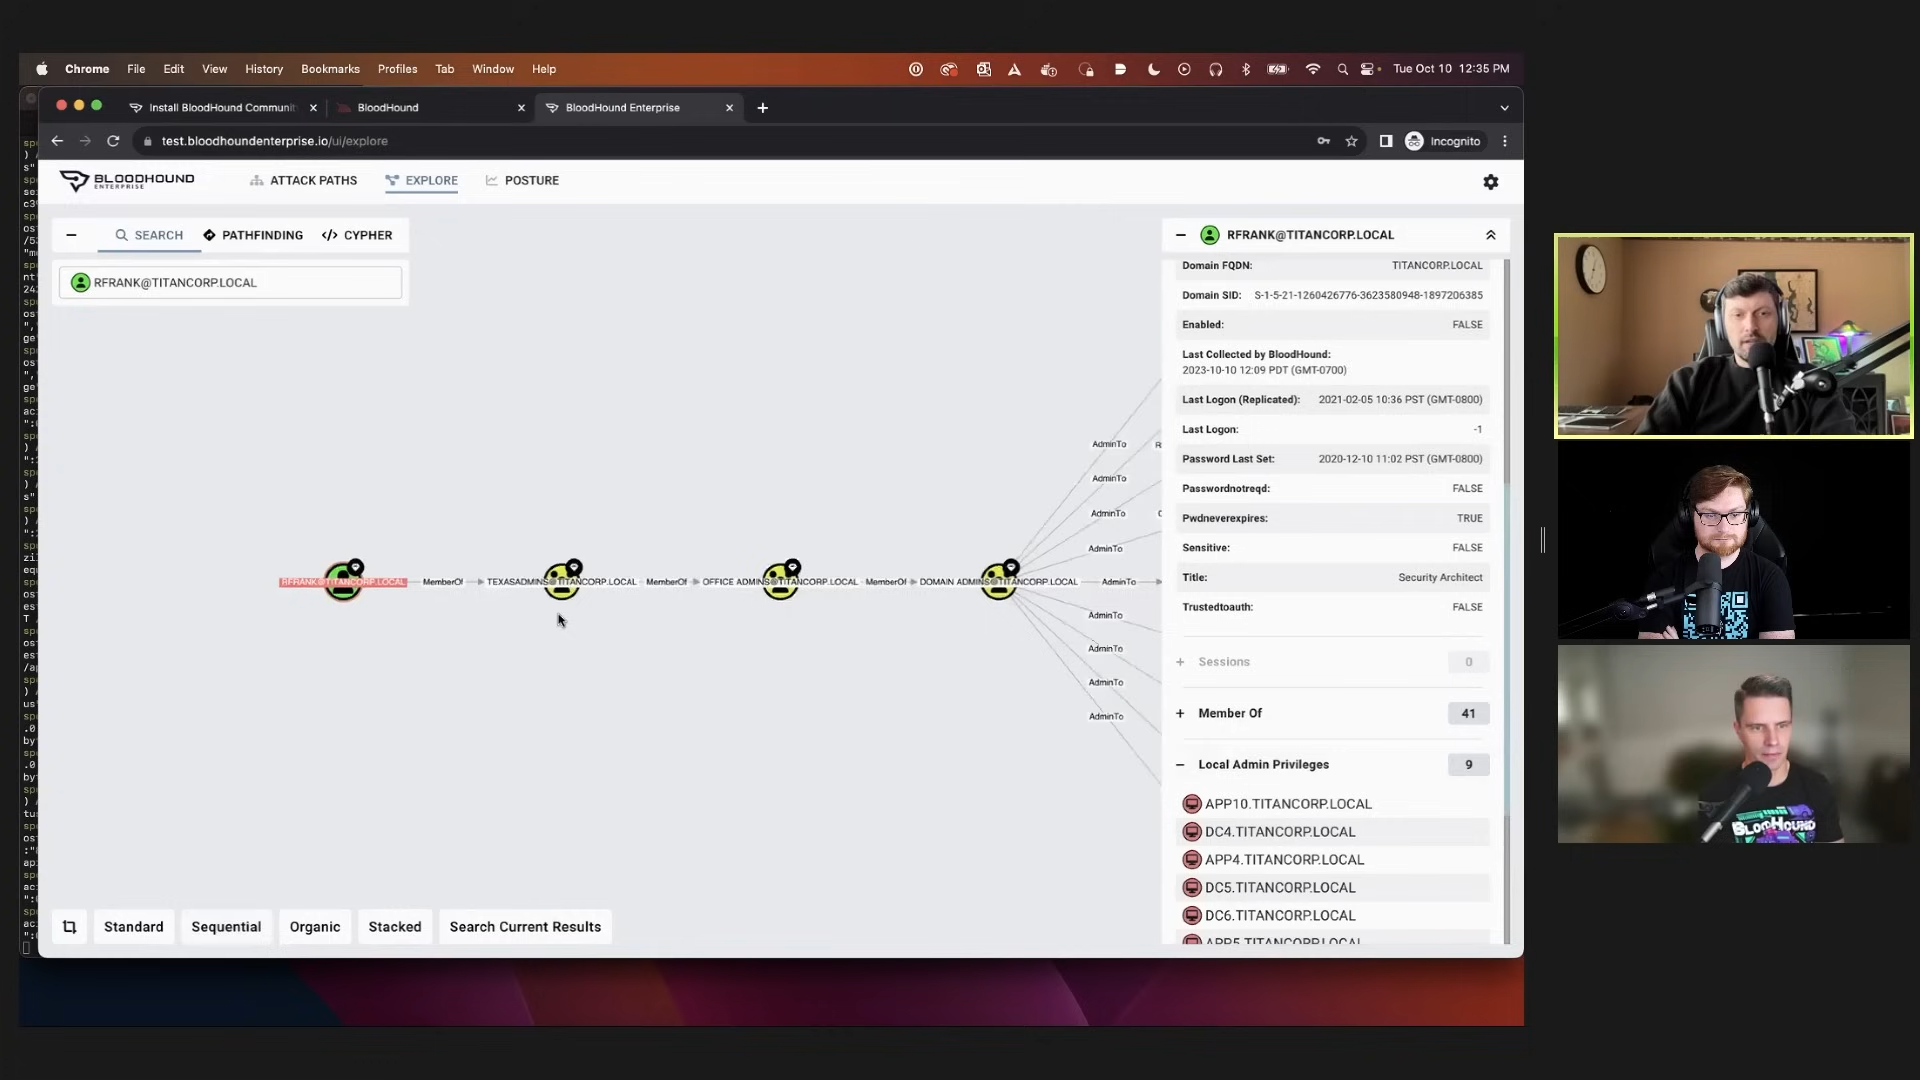 Chrome File Edit View History Bookmarks Profiles Tab Window Help
Tue Oct 10 12:35 PM
Install BloodHound Communi
BloodHound
BloodHound Enterprise
test.bloodhoundenterprise.io/ui/explore
Incognito
BLOODHOUND
ENTERPRISE
ATTACK PATHS
EXPLORE
POSTURE
SEARCH
PATHFINDING
</> CYPHER
RFRANK@TITANCORP.LOCAL
RFRANK@TITANCORP.LOCAL
MemberOf
TEXASADMINS@TITANCORP.LOCAL
MemberOf
OFFICE ADMINS@TITANCORP.LOCAL
MemberOf
DOMAIN ADMINS@TITANCORP.LOCAL
AdminTo
AdminTo
AdminTo
AdminTo
AdminTo
AdminTo
AdminTo
AdminTo
AdminTo
RFRANK@TITANCORP.LOCAL
Domain FQDN: TITANCORP.LOCAL
Domain SID: S-1-5-21-1260426776-3623580948-1897206385
Enabled: FALSE
Last Collected by BloodHound:
2023-10-10 12:09 PDT (GMT-0700)
Last Logon (Replicated): 2021-02-05 10:36 PST (GMT-0800)
Last Logon: -1
Password Last Set: 2020-12-10 11:02 PST (GMT-0800)
Passwordnotreqd: FALSE
Pwdneverexpires: TRUE
Sensitive: FALSE
Title: Security Architect
Trustedtoauth: FALSE
+ Sessions 0
+ Member Of 41
− Local Admin Privileges 9
APP10.TITANCORP.LOCAL
DC4.TITANCORP.LOCAL
APP4.TITANCORP.LOCAL
DC5.TITANCORP.LOCAL
DC6.TITANCORP.LOCAL
APP5.TITANCORP.LOCAL
Standard
Sequential
Organic
Stacked
Search Current Results
BLOODHOUND